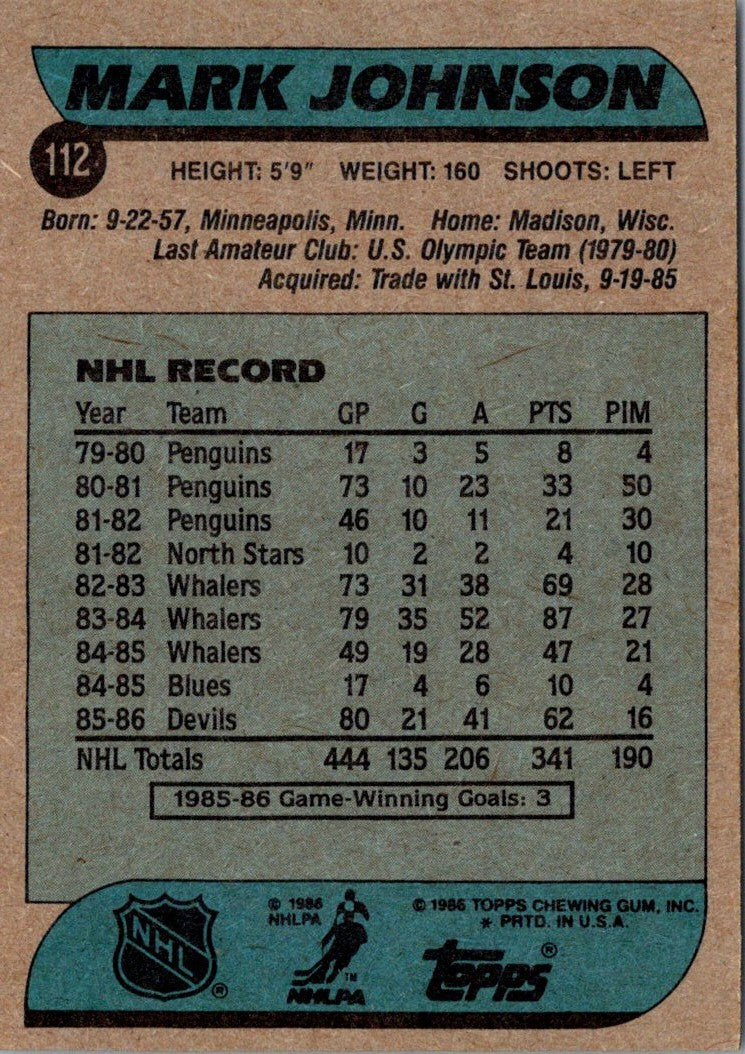 MARK JOHNSON
112
HEIGHT: 5'9" WEIGHT: 160 SHOOTS: LEFT
Born: 9-22-57, Minneapolis, Minn. Home: Madison, Wisc.
Last Amateur Club: U.S. Olympic Team (1979-80)
Acquired: Trade with St. Louis, 9-19-85
NHL RECORD
Year Team GP G A PTS PIM
79-80 Penguins 17 3 5 8 4
80-81 Penguins 73 10 23 33 50
81-82 Penguins 46 10 11 21 30
81-82 North Stars 10 2 2 4 10
82-83 Whalers 73 31 38 69 28
83-84 Whalers 79 35 52 87 27
84-85 Whalers 49 19 28 47 21
84-85 Blues 17 4 6 10 4
85-86 Devils 80 21 41 62 16
NHL Totals 444 135 206 341 190
1985-86 Game-Winning Goals: 3
NHL ®
© 1986
NHLPA
TM
NHLPA
© 1986 TOPPS CHEWING GUM, INC.
* PRTD. IN U.S.A.
topps ®